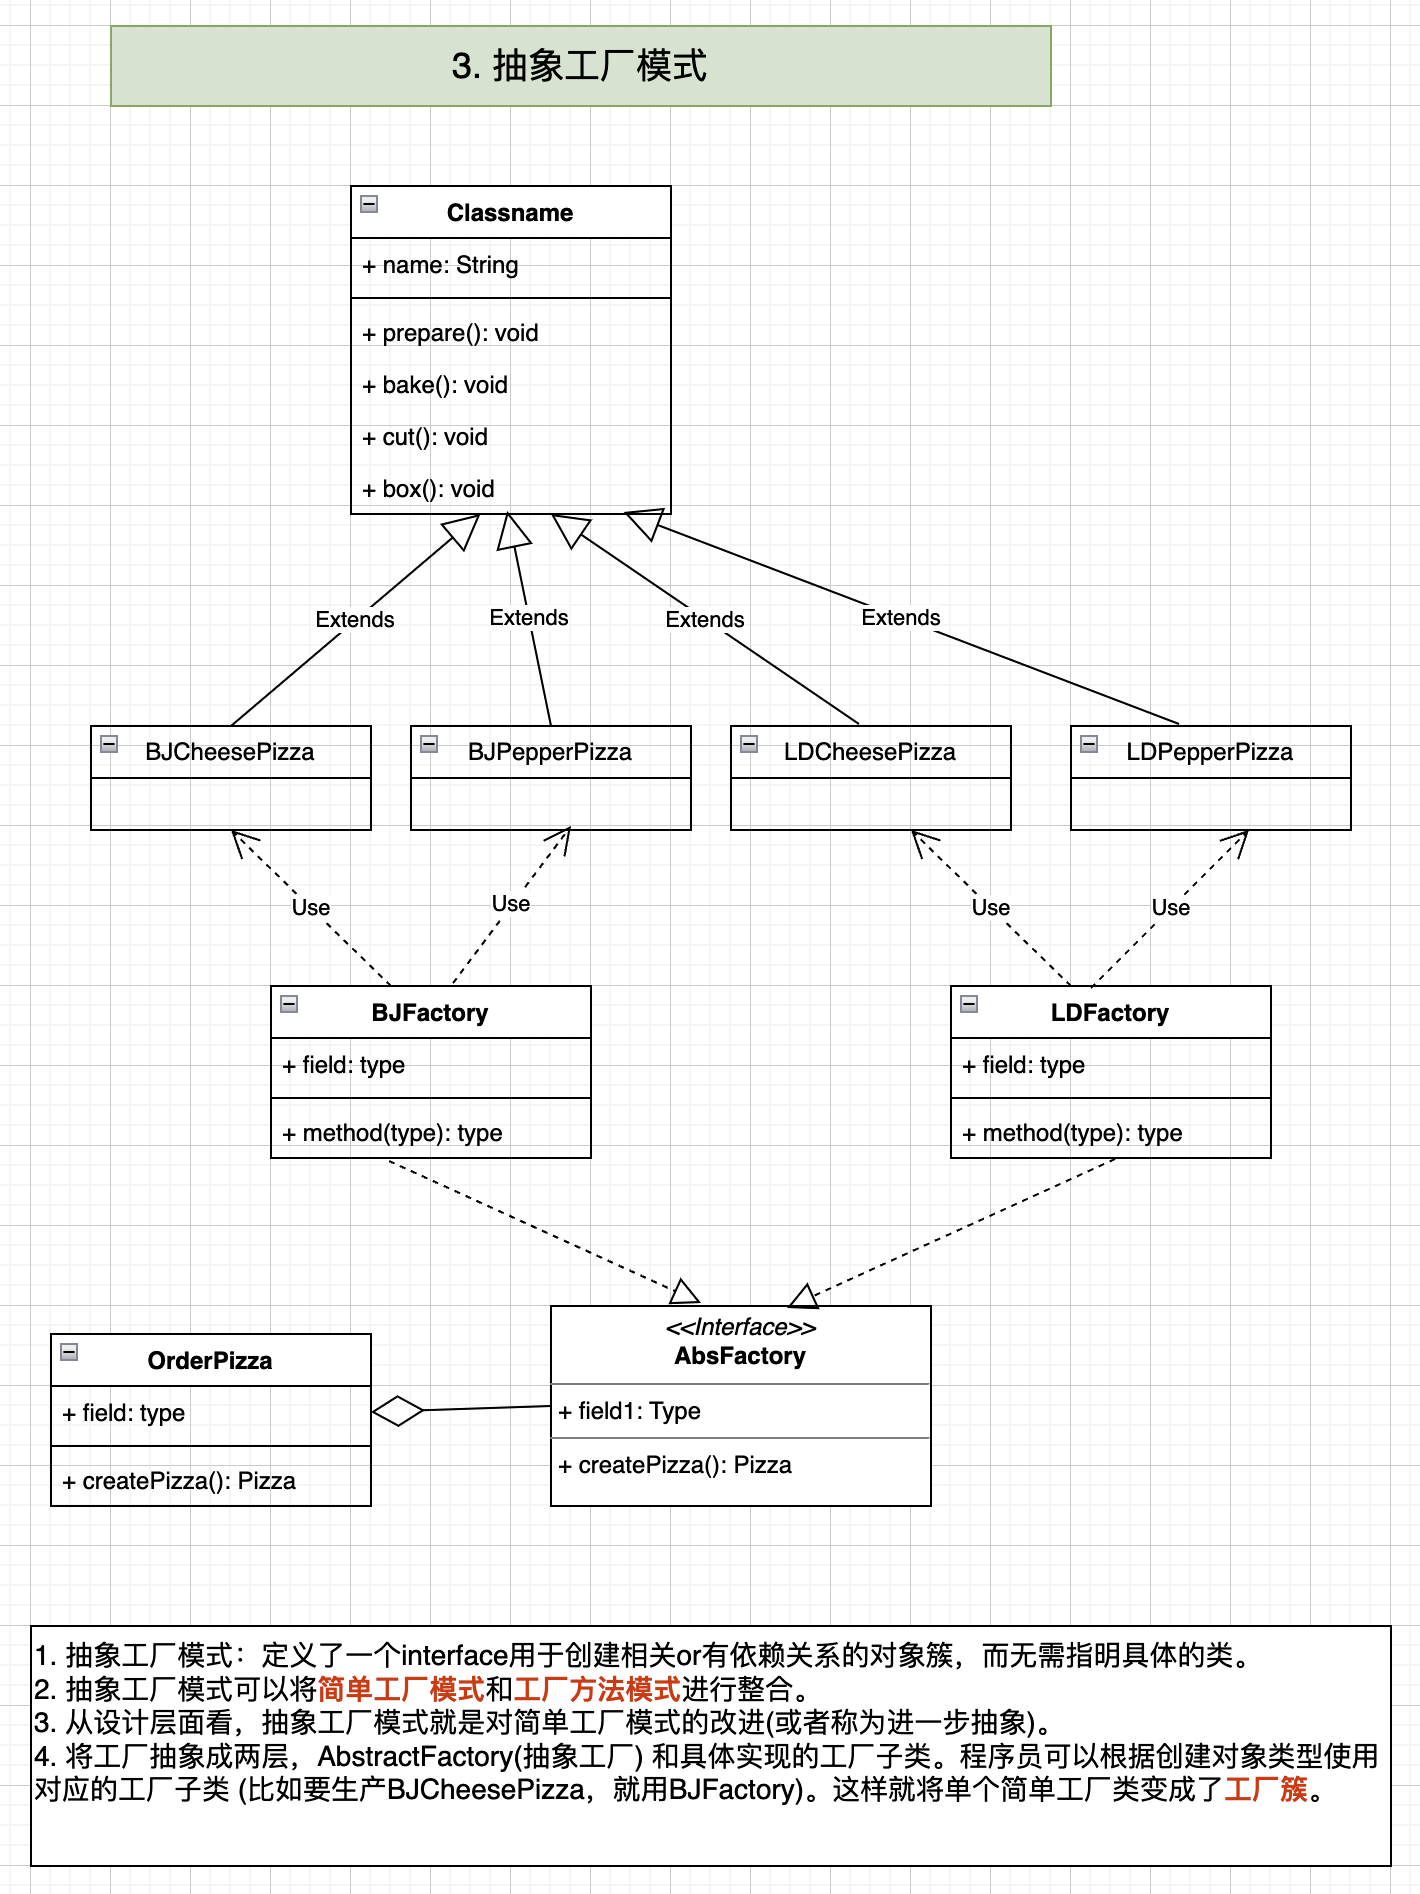 3. 抽象工厂模式
Classname
+ name: String
+ prepare(): void
+ bake(): void
+ cut(): void
+ box(): void
Extends
Extends
Extends
Extends
BJCheesePizza
BJPepperPizza
LDCheesePizza
LDPepperPizza
Use
Use
Use
Use
BJFactory
+ field: type
+ method(type): type
LDFactory
+ field: type
+ method(type): type
OrderPizza
+ field: type
+ createPizza(): Pizza
<<Interface>>
AbsFactory
+ field1: Type
+ createPizza(): Pizza
1. 抽象工厂模式：定义了一个interface用于创建相关or有依赖关系的对象簇，而无需指明具体的类。
2. 抽象工厂模式可以将简单工厂模式和工厂方法模式进行整合。
3. 从设计层面看，抽象工厂模式就是对简单工厂模式的改进(或者称为进一步抽象)。
4. 将工厂抽象成两层，AbstractFactory(抽象工厂) 和具体实现的工厂子类。程序员可以根据创建对象类型使用
对应的工厂子类 (比如要生产BJCheesePizza，就用BJFactory)。这样就将单个简单工厂类变成了工厂簇。